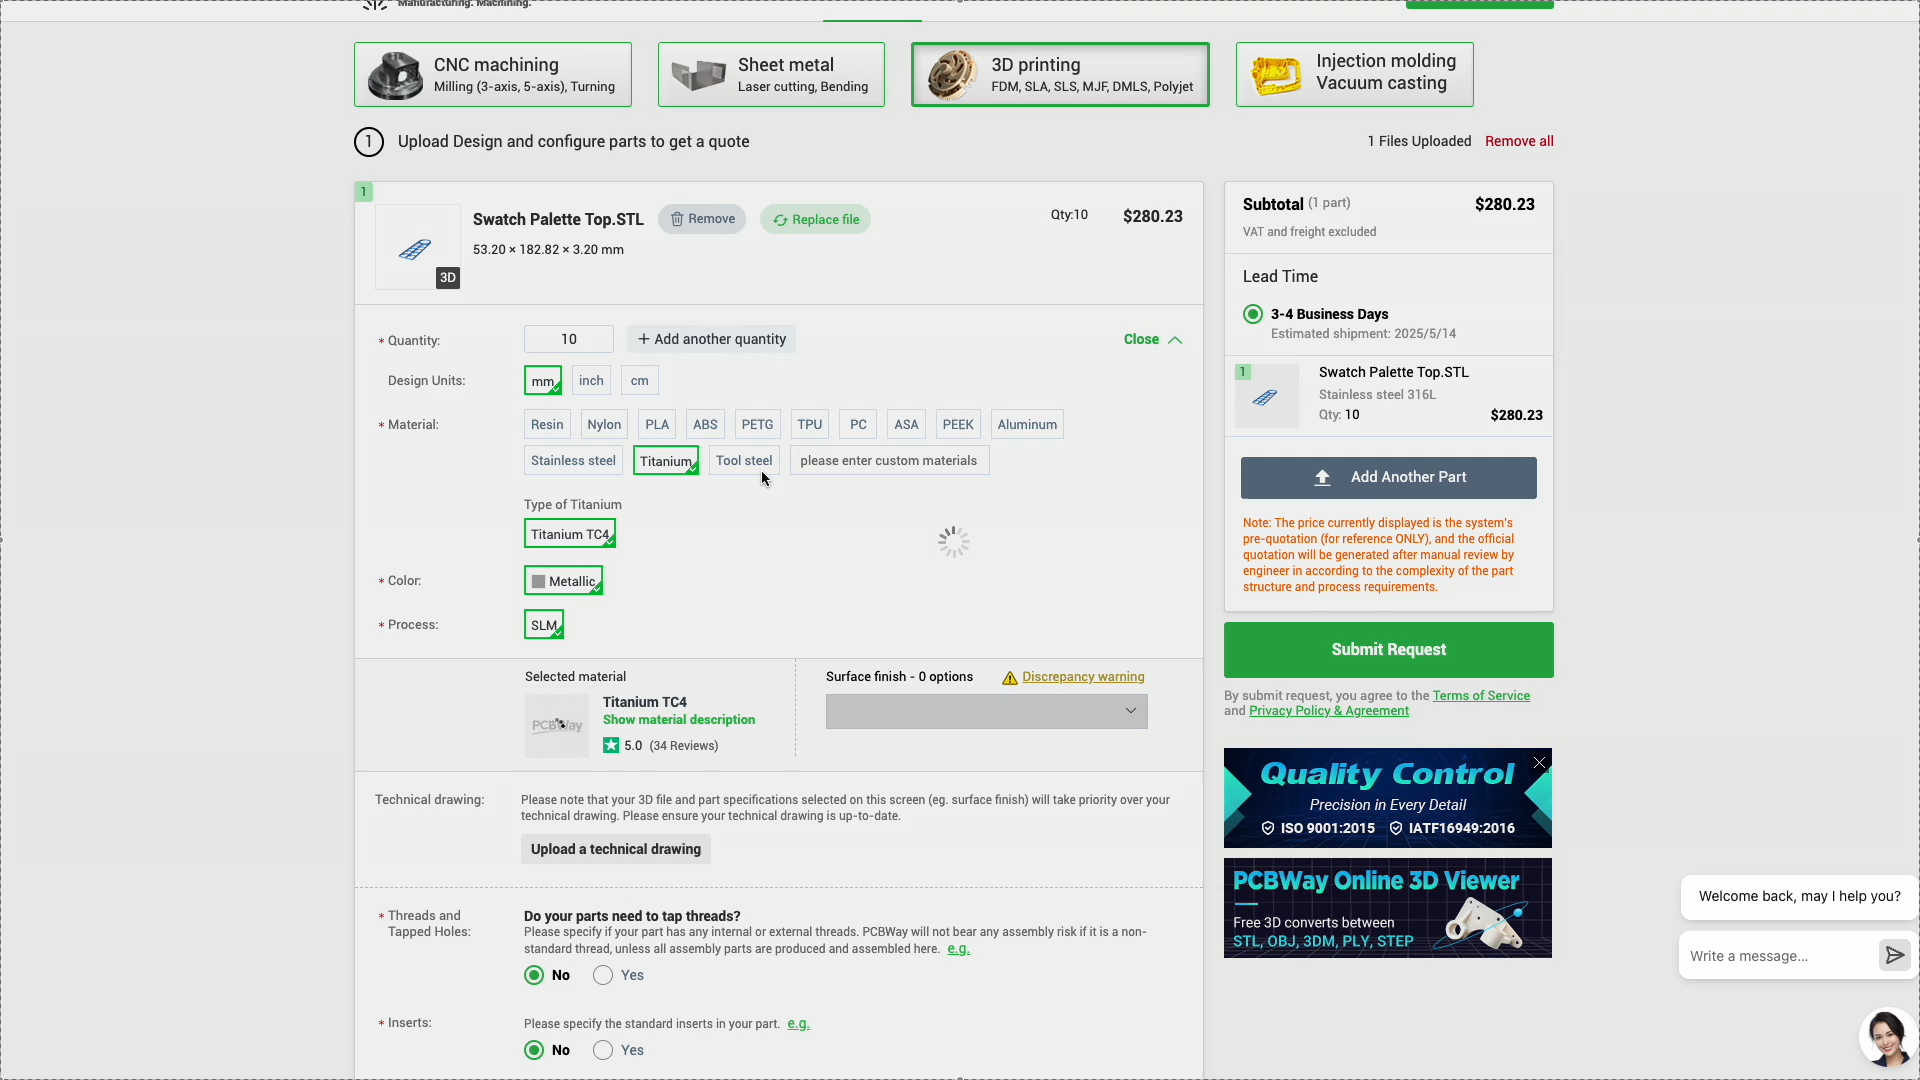 Manufacturing. Machining.
CNC machining
Milling (3-axis, 5-axis), Turning
Sheet metal
Laser cutting, Bending
3D printing
FDM, SLA, SLS, MJF, DMLS, Polyjet
Injection molding
Vacuum casting
1 Upload Design and configure parts to get a quote
1 Files Uploaded Remove all
1
Swatch Palette Top.STL Remove Replace file
Qty:10 $280.23
53.20 × 182.82 × 3.20 mm
3D
* Quantity: 10 + Add another quantity Close
Design Units: mm inch cm
* Material: Resin Nylon PLA ABS PETG TPU PC ASA PEEK Aluminum
Stainless steel Titanium Tool steel please enter custom materials
Type of Titanium
Titanium TC4
* Color: Metallic
* Process: SLM
Selected material
Titanium TC4
Show material description
5.0 (34 Reviews)
PCBWay
Surface finish - 0 options Discrepancy warning
Technical drawing: Please note that your 3D file and part specifications selected on this screen (eg. surface finish) will take priority over your
technical drawing. Please ensure your technical drawing is up-to-date.
Upload a technical drawing
* Threads and
Tapped Holes:
Do your parts need to tap threads?
Please specify if your part has any internal or external threads. PCBWay will not bear any assembly risk if it is a non-
standard thread, unless all assembly parts are produced and assembled here. e.g.
No Yes
* Inserts: Please specify the standard inserts in your part. e.g.
No Yes
Subtotal (1 part) $280.23
VAT and freight excluded
Lead Time
3-4 Business Days
Estimated shipment: 2025/5/14
1
Swatch Palette Top.STL
Stainless steel 316L
Qty: 10 $280.23
Add Another Part
Note: The price currently displayed is the system's
pre-quotation (for reference ONLY), and the official
quotation will be generated after manual review by
engineer in according to the complexity of the part
structure and process requirements.
Submit Request
By submit request, you agree to the Terms of Service
and Privacy Policy & Agreement
Quality Control
Precision in Every Detail
ISO 9001:2015 IATF16949:2016
PCBWay Online 3D Viewer
Free 3D converts between
STL, OBJ, 3DM, PLY, STEP
Welcome back, may I help you?
Write a message...